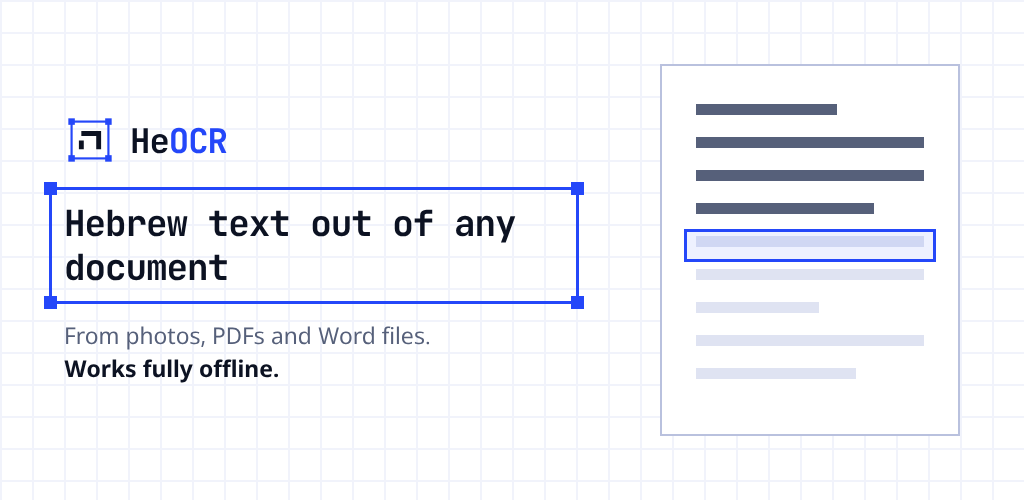 HeOCR
Hebrew text out of any
document
From photos, PDFs and Word files.
Works fully offline.